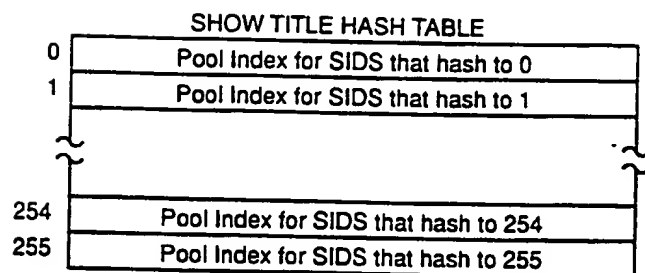 SHOW TITLE HASH TABLE
0 Pool Index for SIDS that hash to 0
1 Pool Index for SIDS that hash to 1
254 Pool Index for SIDS that hash to 254
255 Pool Index for SIDS that hash to 255